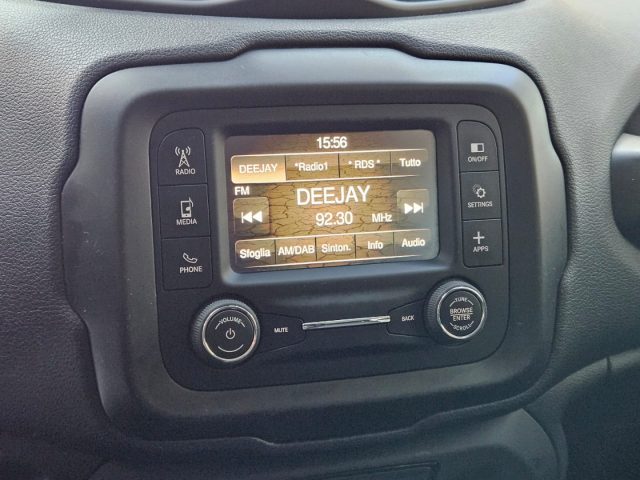 15:56
DEEJAY *Radio1 * RDS * Tutto
FM
DEEJAY
92.30 MHz
Sfoglia AM/DAB Sinton. Info Audio
RADIO
MEDIA
PHONE
ON/OFF
SETTINGS
APPS
VOLUME
MUTE
BACK
TUNE
BROWSE
ENTER
SCROLL